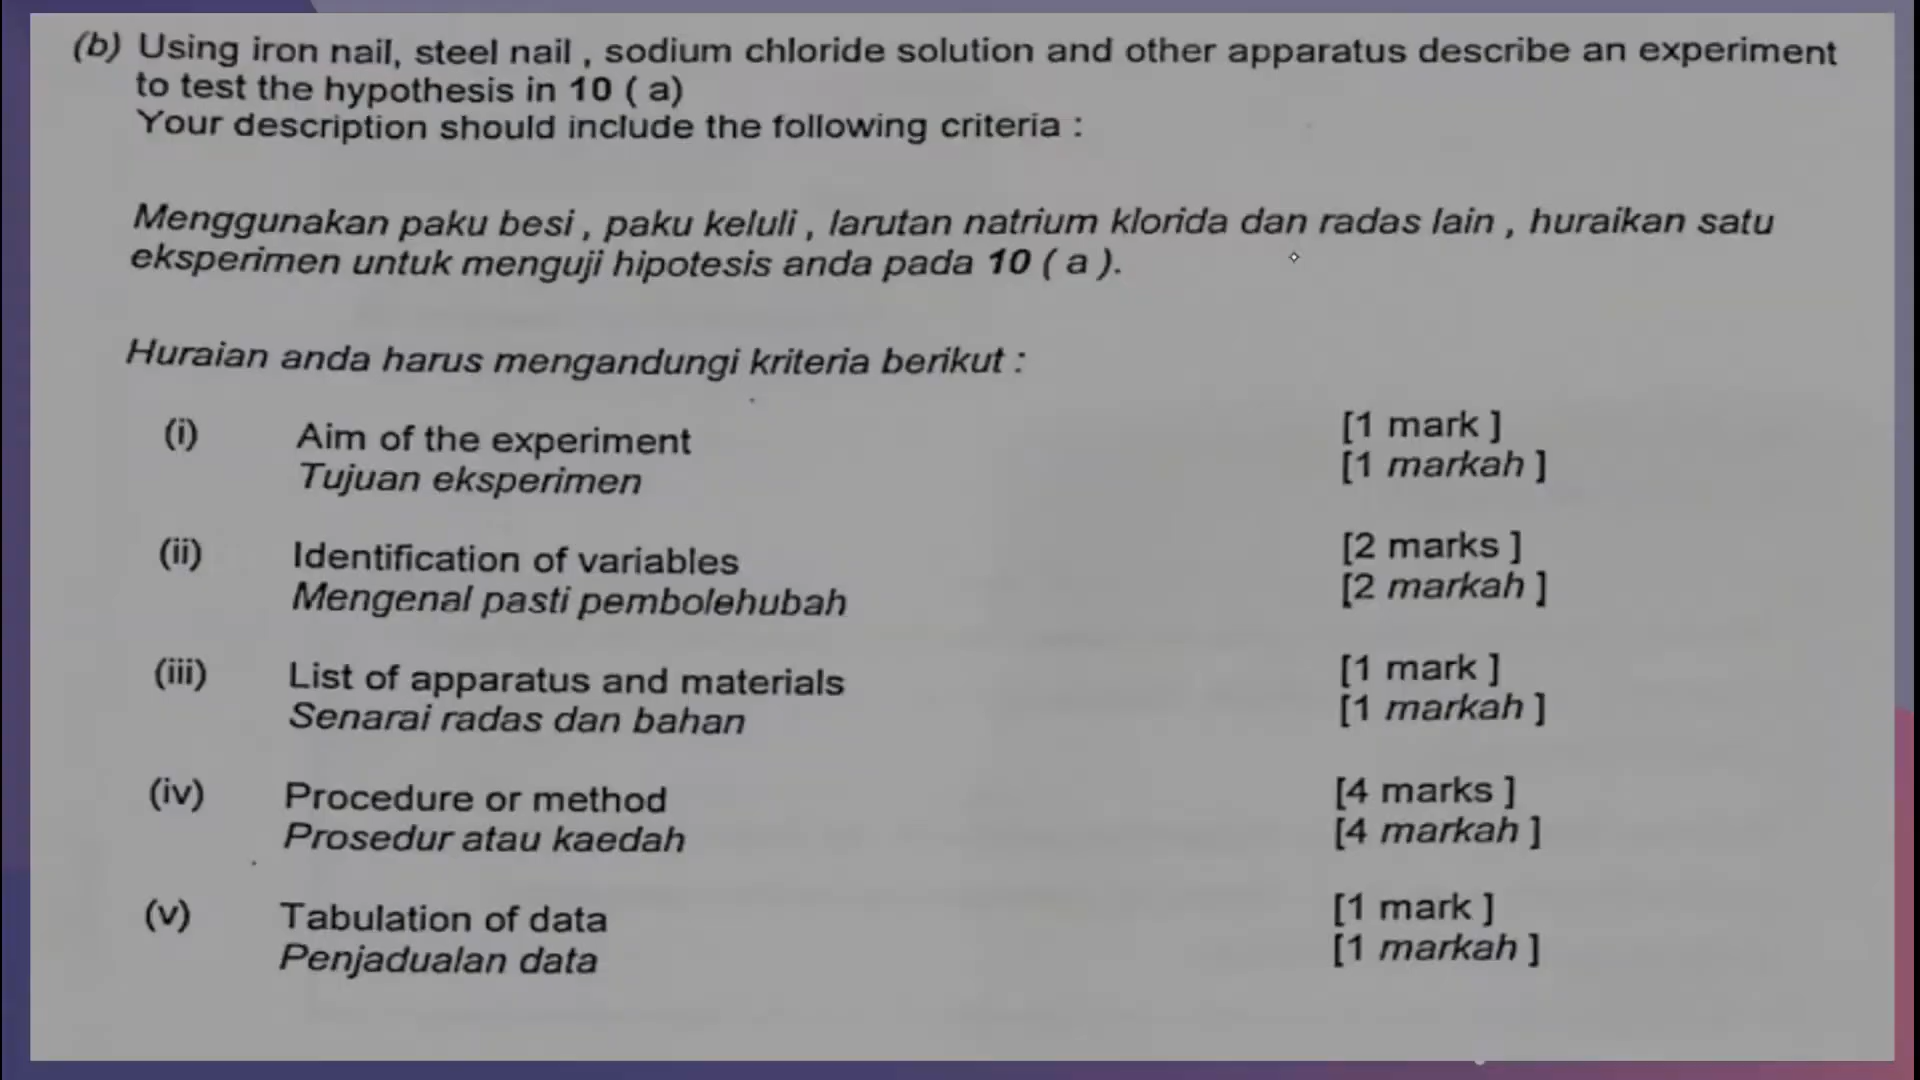 (b) Using iron nail, steel nail , sodium chloride solution and other apparatus describe an experiment
to test the hypothesis in 10 ( a)
Your description should include the following criteria :
Menggunakan paku besi , paku keluli , larutan natrium klorida dan radas lain , huraikan satu
eksperimen untuk menguji hipotesis anda pada 10 ( a ).
Huraian anda harus mengandungi kriteria berikut :
(i) Aim of the experiment [1 mark ]
Tujuan eksperimen [1 markah ]
(ii) Identification of variables [2 marks ]
Mengenal pasti pembolehubah [2 markah ]
(iii) List of apparatus and materials [1 mark ]
Senarai radas dan bahan [1 markah ]
(iv) Procedure or method [4 marks ]
Prosedur atau kaedah [4 markah ]
(v) Tabulation of data [1 mark ]
Penjadualan data [1 markah ]